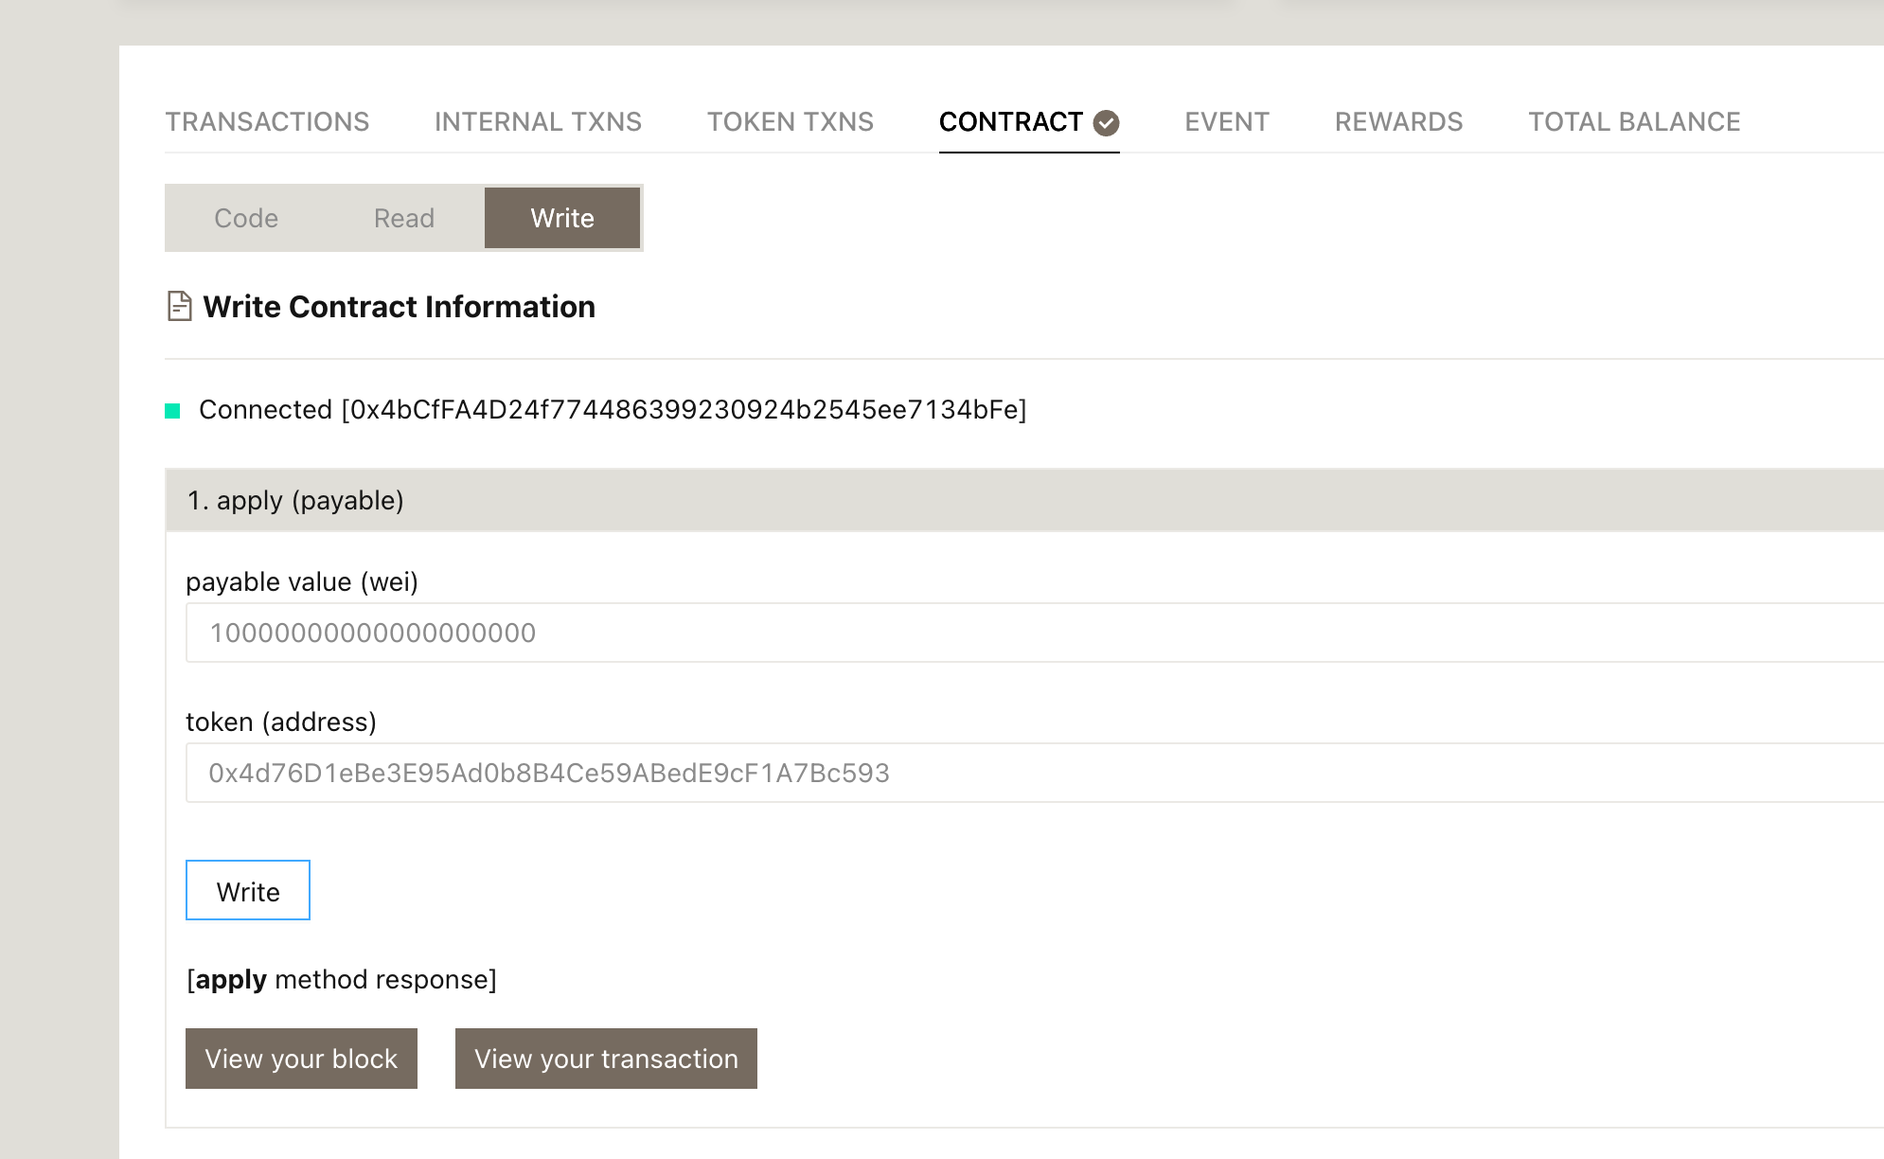 TRANSACTIONS INTERNAL TXNS TOKEN TXNS CONTRACT EVENT REWARDS TOTAL BALANCE
Code Read Write
Write Contract Information
Connected [0x4bCfFA4D24f774486399230924b2545ee7134bFe]
1. apply (payable)
payable value (wei)
10000000000000000000
token (address)
0x4d76D1eBe3E95Ad0b8B4Ce59ABedE9cF1A7Bc593
Write
[apply method response]
View your block View your transaction